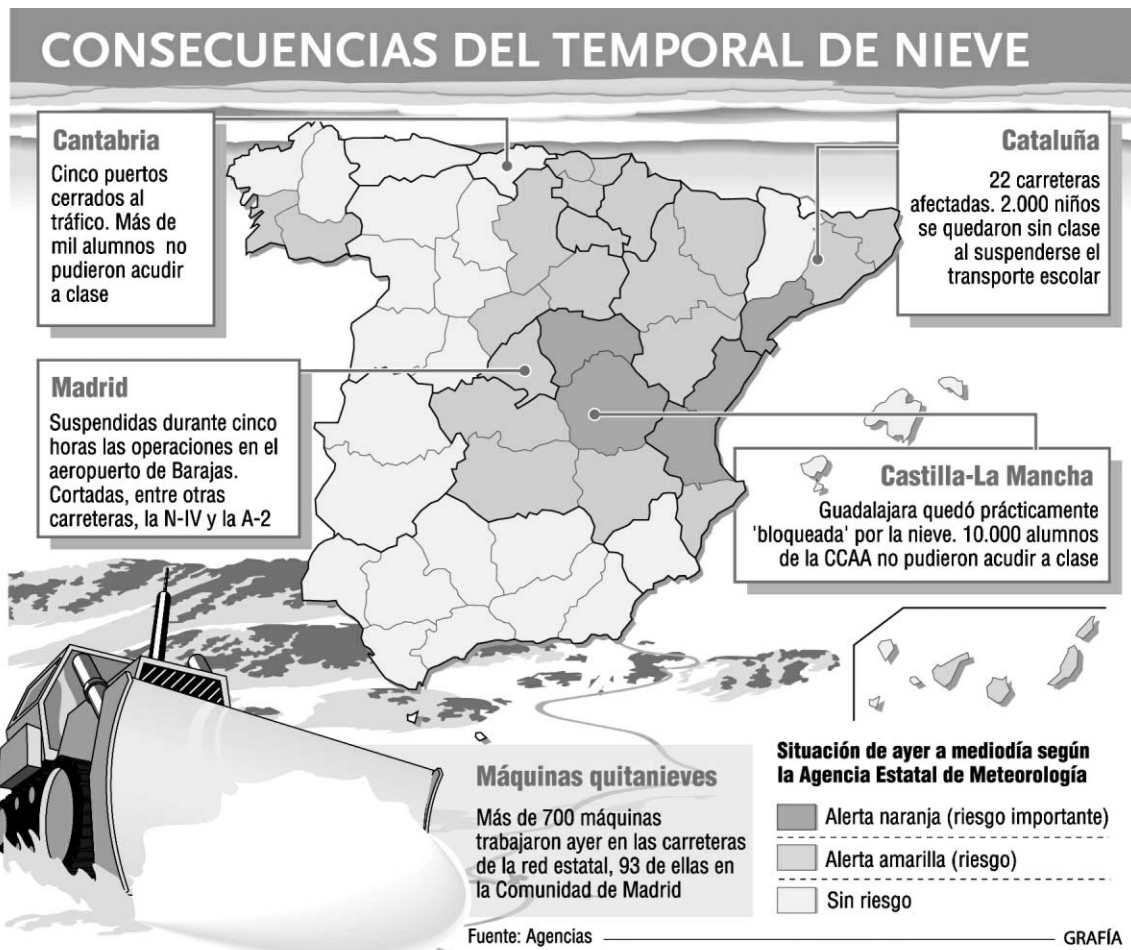 CONSECUENCIAS DEL TEMPORAL DE NIEVE
Cantabria
Cinco puertos
cerrados al
tráfico. Más de
mil alumnos no
pudieron acudir
a clase
Cataluña
22 carreteras
afectadas. 2.000 niños
se quedaron sin clase
al suspenderse el
transporte escolar
Madrid
Suspendidas durante cinco
horas las operaciones en el
aeropuerto de Barajas.
Cortadas, entre otras
carreteras, la N-IV y la A-2
Castilla-La Mancha
Guadalajara quedó prácticamente
'bloqueada' por la nieve. 10.000 alumnos
de la CCAA no pudieron acudir a clase
Máquinas quitanieves
Más de 700 máquinas
trabajaron ayer en las carreteras
de la red estatal, 93 de ellas en
la Comunidad de Madrid
Situación de ayer a mediodía según
la Agencia Estatal de Meteorología
Alerta naranja (riesgo importante)
Alerta amarilla (riesgo)
Sin riesgo
Fuente: Agencias
GRAFÍA